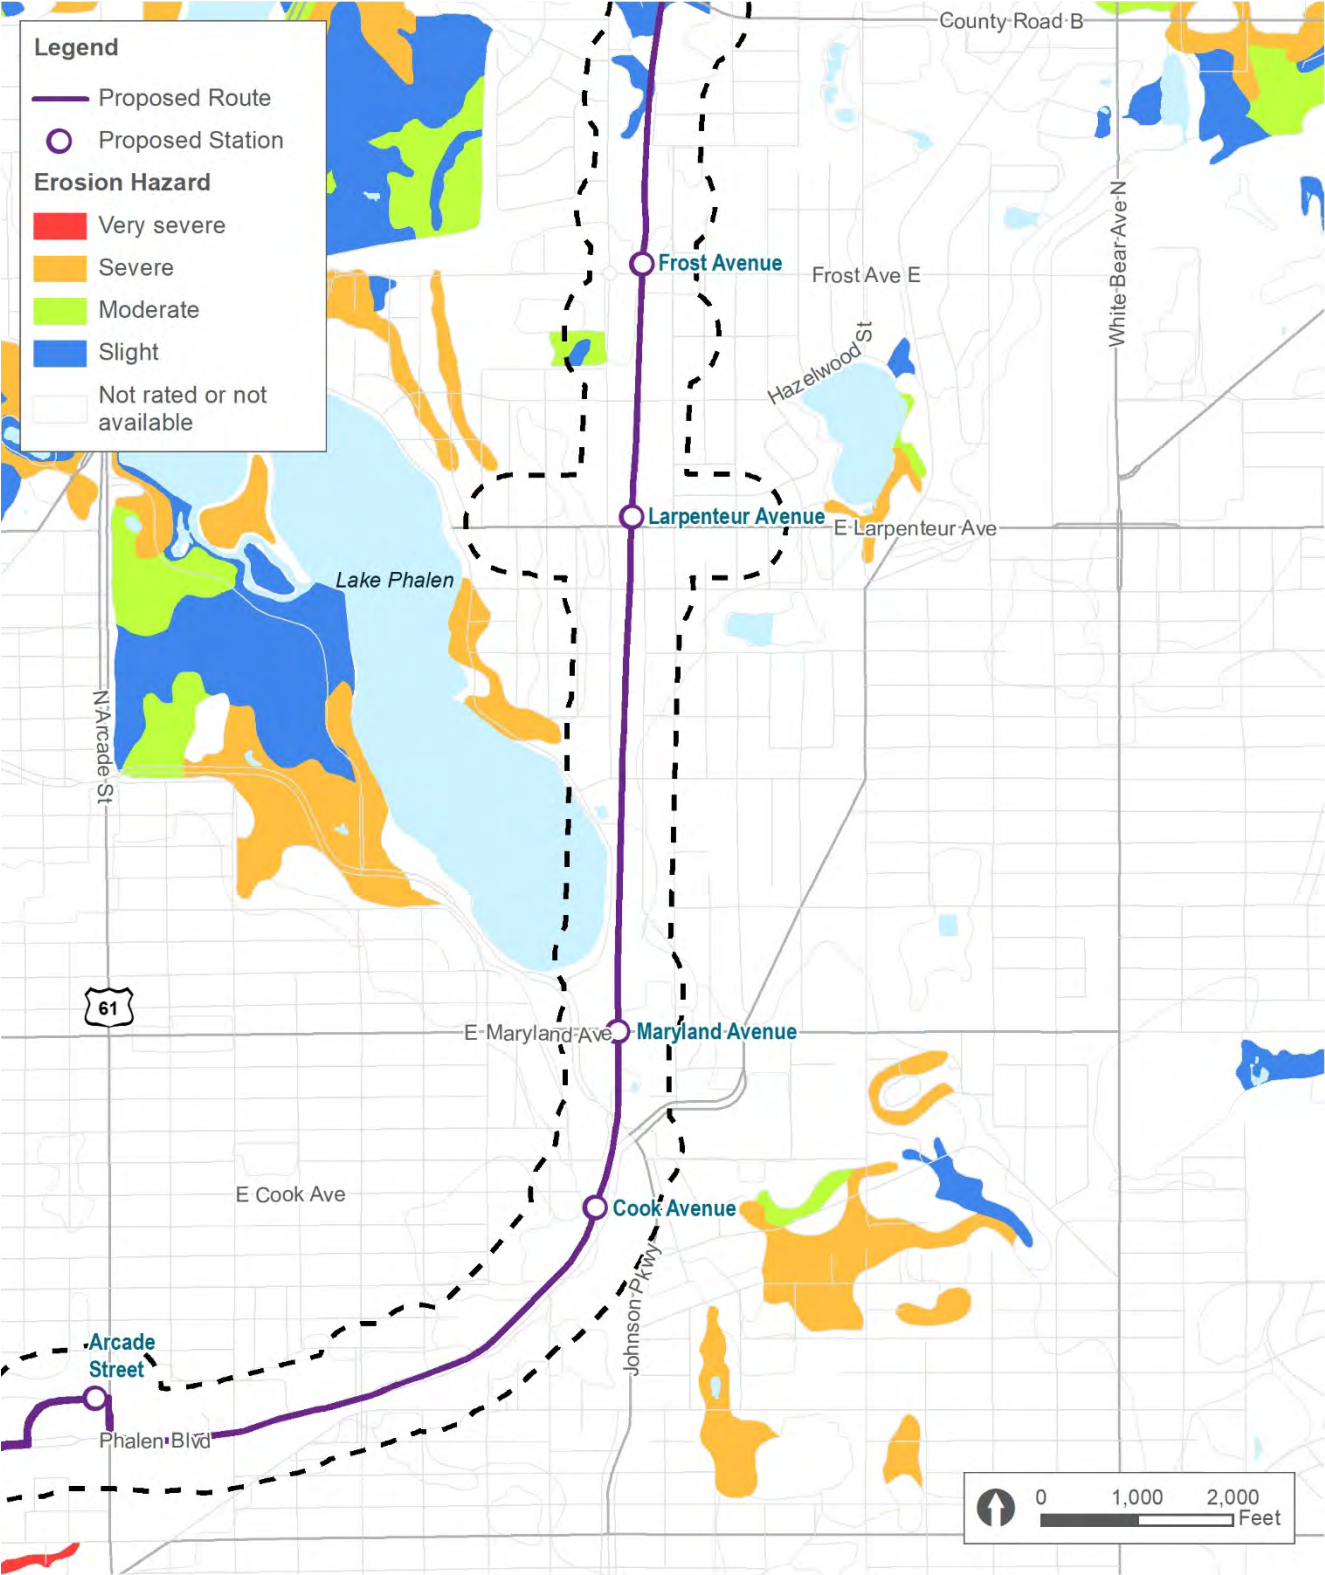 Legend
Proposed Route
Proposed Station
Erosion Hazard
Very severe
Severe
Moderate
Slight
Not rated or not
available
County Road B
White Bear Ave N
Frost Avenue
Frost Ave E
Hazelwood St
Larpenteur Avenue
E Larpenteur Ave
Lake Phalen
N Arcade St
61
E Maryland Ave
Maryland Avenue
E Cook Ave
Cook Avenue
Johnson Pkwy
Arcade
Street
Phalen Blvd
0 1,000 2,000
Feet